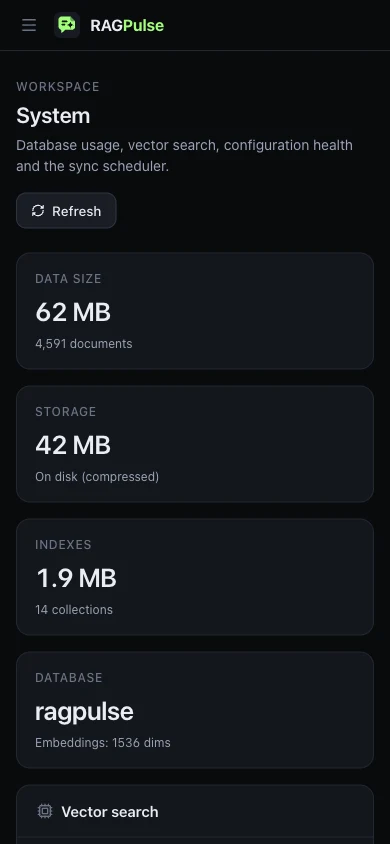 RAGPulse
WORKSPACE
System
Database usage, vector search, configuration health
and the sync scheduler.
Refresh
DATA SIZE
62 MB
4,591 documents
STORAGE
42 MB
On disk (compressed)
INDEXES
1.9 MB
14 collections
DATABASE
ragpulse
Embeddings: 1536 dims
Vector search